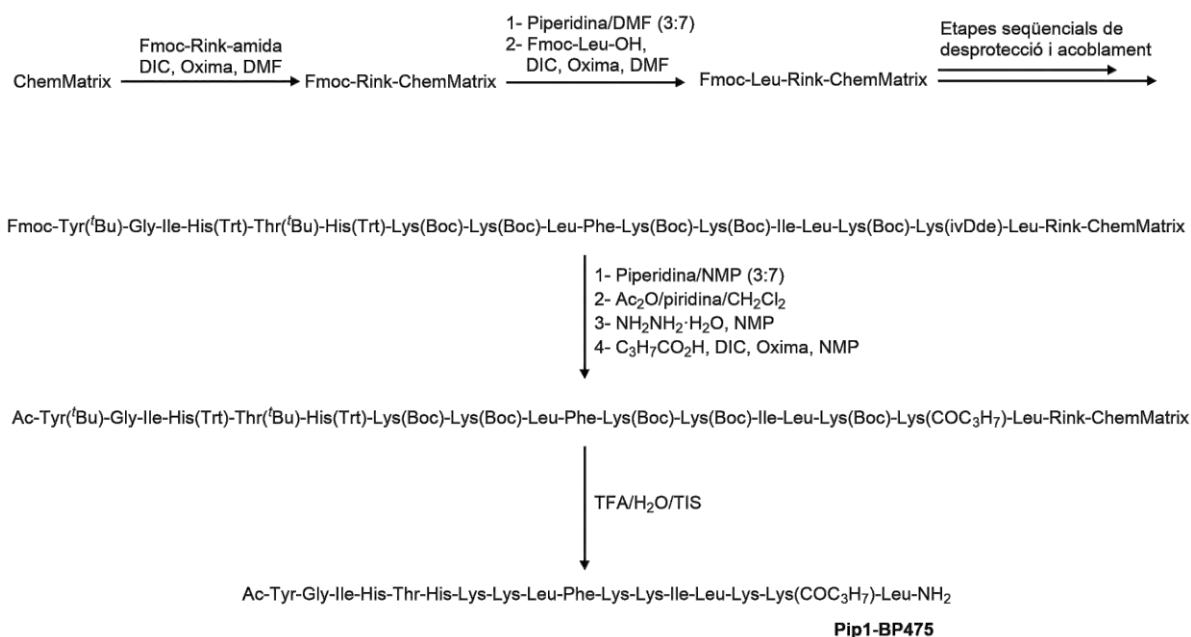 ChemMatrix
Fmoc-Rink-amida
DIC, Oxima, DMF
Fmoc-Rink-ChemMatrix
1- Piperidina/DMF (3:7)
2- Fmoc-Leu-OH,
DIC, Oxima, DMF
Fmoc-Leu-Rink-ChemMatrix
Etapes seqüencials de
desprotecció i acoblament
Fmoc-Tyr(ᵗBu)-Gly-Ile-His(Trt)-Thr(ᵗBu)-His(Trt)-Lys(Boc)-Lys(Boc)-Leu-Phe-Lys(Boc)-Lys(Boc)-Ile-Leu-Lys(Boc)-Lys(ivDde)-Leu-Rink-ChemMatrix
1- Piperidina/NMP (3:7)
2- Ac₂O/piridina/CH₂Cl₂
3- NH₂NH₂·H₂O, NMP
4- C₃H₇CO₂H, DIC, Oxima, NMP
Ac-Tyr(ᵗBu)-Gly-Ile-His(Trt)-Thr(ᵗBu)-His(Trt)-Lys(Boc)-Lys(Boc)-Leu-Phe-Lys(Boc)-Lys(Boc)-Ile-Leu-Lys(Boc)-Lys(COC₃H₇)-Leu-Rink-ChemMatrix
TFA/H₂O/TIS
Ac-Tyr-Gly-Ile-His-Thr-His-Lys-Lys-Leu-Phe-Lys-Lys-Ile-Leu-Lys-Lys(COC₃H₇)-Leu-NH₂
Pip1-BP475